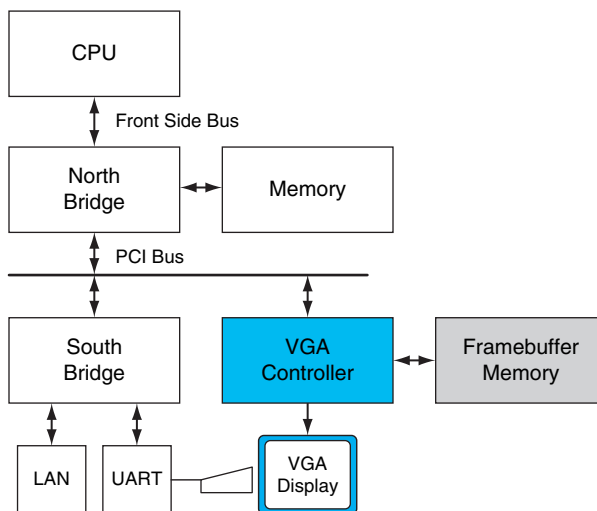 CPU
Front Side Bus
North
Bridge
Memory
PCI Bus
South
Bridge
VGA
Controller
Framebuffer
Memory
LAN
UART
VGA
Display